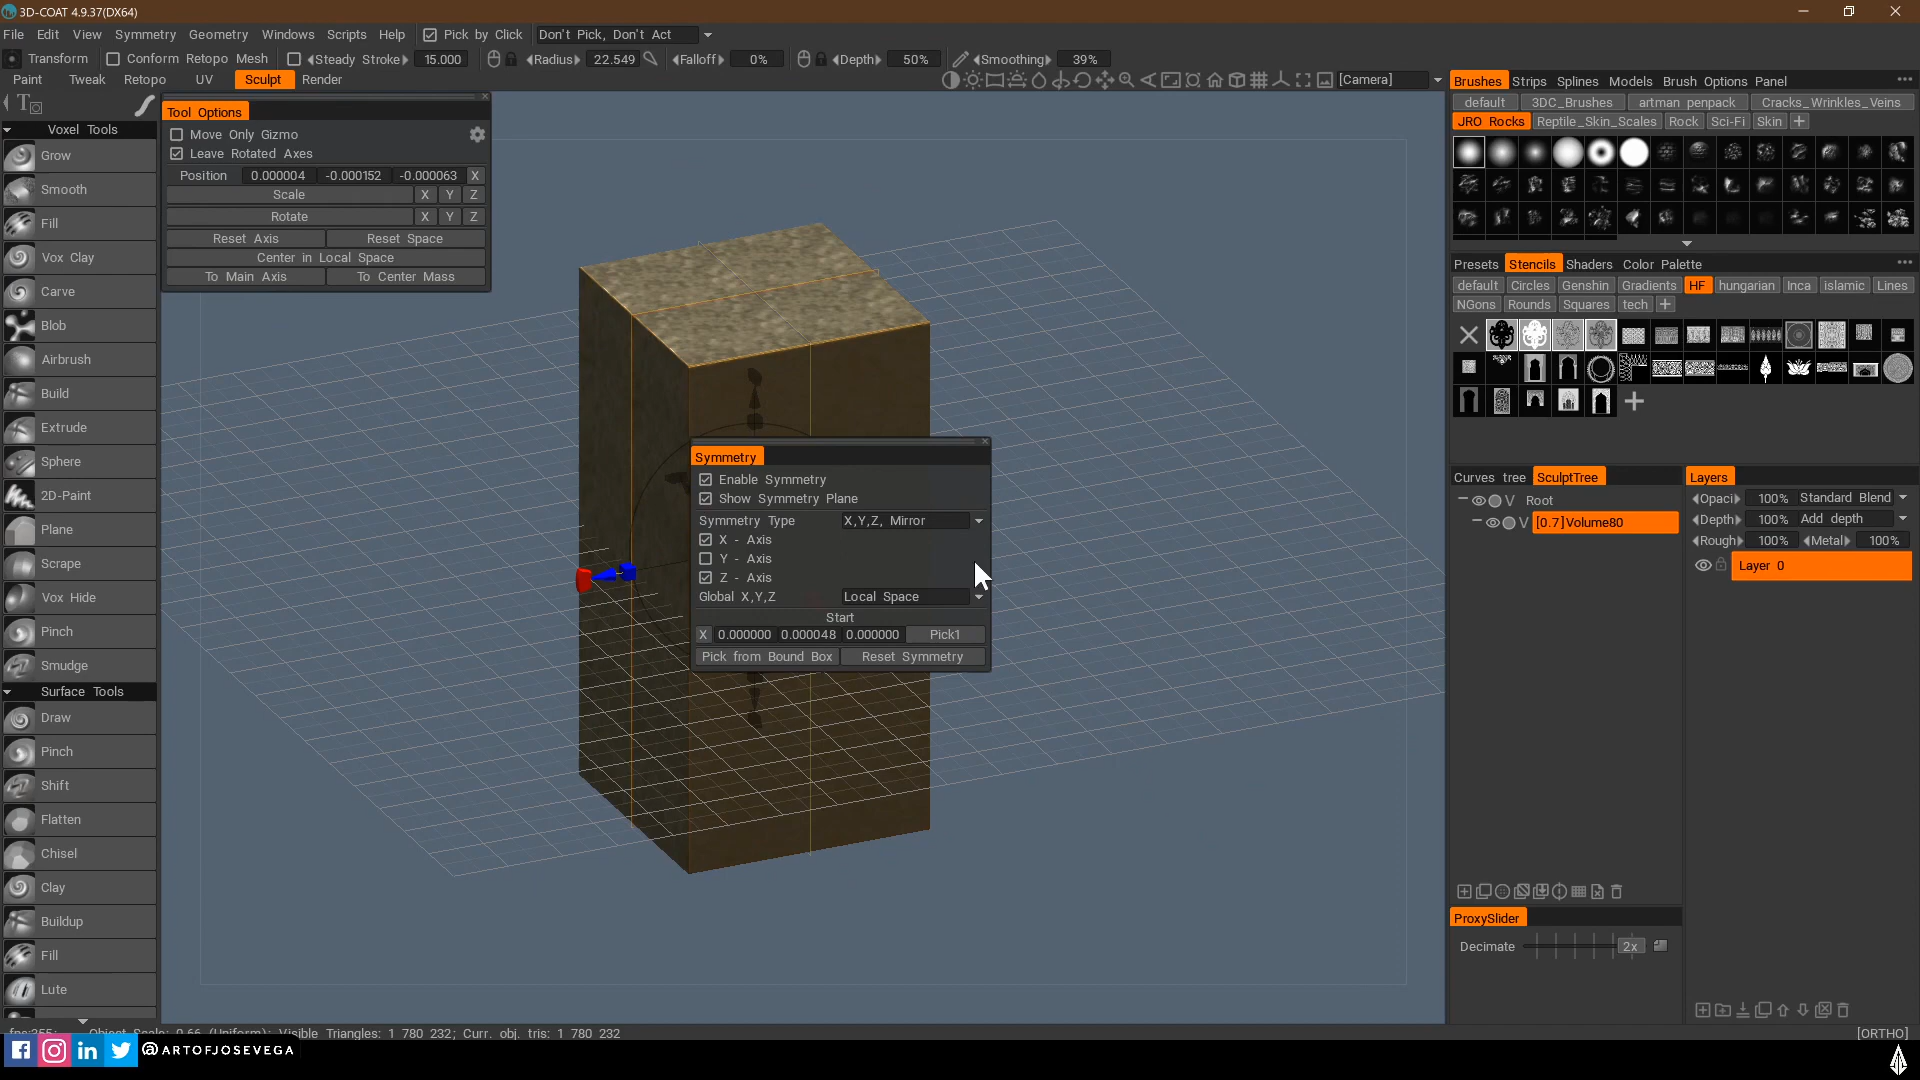 3D-COAT 4.9.37(DX64)
File Edit View Symmetry Geometry Windows Scripts Help Pick by Click Don't Pick, Don't Act
Transform Conform Retopo Mesh Steady Stroke 15.000 Radius 22.549 Falloff 0% Depth 50% Smoothing 39%
Paint Tweak Retopo UV Sculpt Render [Camera]
Voxel Tools
Grow
Smooth
Fill
Vox Clay
Carve
Blob
Airbrush
Build
Extrude
Sphere
2D-Paint
Plane
Scrape
Vox Hide
Pinch
Smudge
Surface Tools
Draw
Pinch
Shift
Flatten
Chisel
Clay
Buildup
Fill
Lute
Tool Options
Move Only Gizmo
Leave Rotated Axes
Position 0.000004 -0.000152 -0.000063 X
Scale X Y Z
Rotate X Y Z
Reset Axis Reset Space
Center in Local Space
To Main Axis To Center Mass
Symmetry
Enable Symmetry
Show Symmetry Plane
Symmetry Type X,Y,Z, Mirror
X - Axis
Y - Axis
Z - Axis
Global X,Y,Z Local Space
Start
X 0.000000 0.000048 0.000000 Pick1
Pick from Bound Box Reset Symmetry
Brushes Strips Splines Models Brush Options Panel
default 3DC_Brushes artman penpack Cracks_Wrinkles_Veins
JRO Rocks Reptile_Skin_Scales Rock Sci-Fi Skin +
Presets Stencils Shaders Color Palette
default Circles Genshin Gradients HF hungarian Inca islamic Lines
NGons Rounds Squares tech +
Curves tree SculptTree
V Root
V [0.7]Volume80
ProxySlider
Decimate 2x
Layers
Opaci 100% Standard Blend
Depth 100% Add depth
Rough 100% Metal 100%
Layer 0
Object Scale: 0.66 (Uniform); Visible Triangles: 1 780 232; Curr. obj. tris: 1 780 232
[ORTHO]
@ARTOFJOSEVEGA